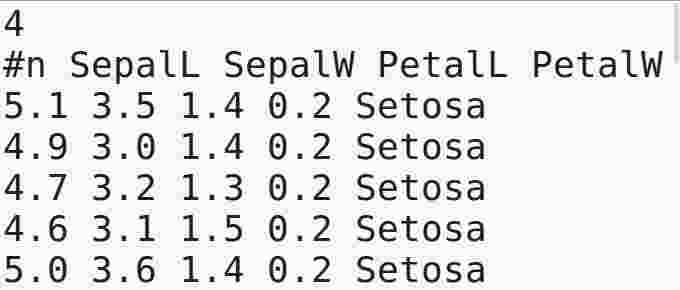 4
#n SepalL SepalW PetalL PetalW
5.1 3.5 1.4 0.2 Setosa
4.9 3.0 1.4 0.2 Setosa
4.7 3.2 1.3 0.2 Setosa
4.6 3.1 1.5 0.2 Setosa
5.0 3.6 1.4 0.2 Setosa